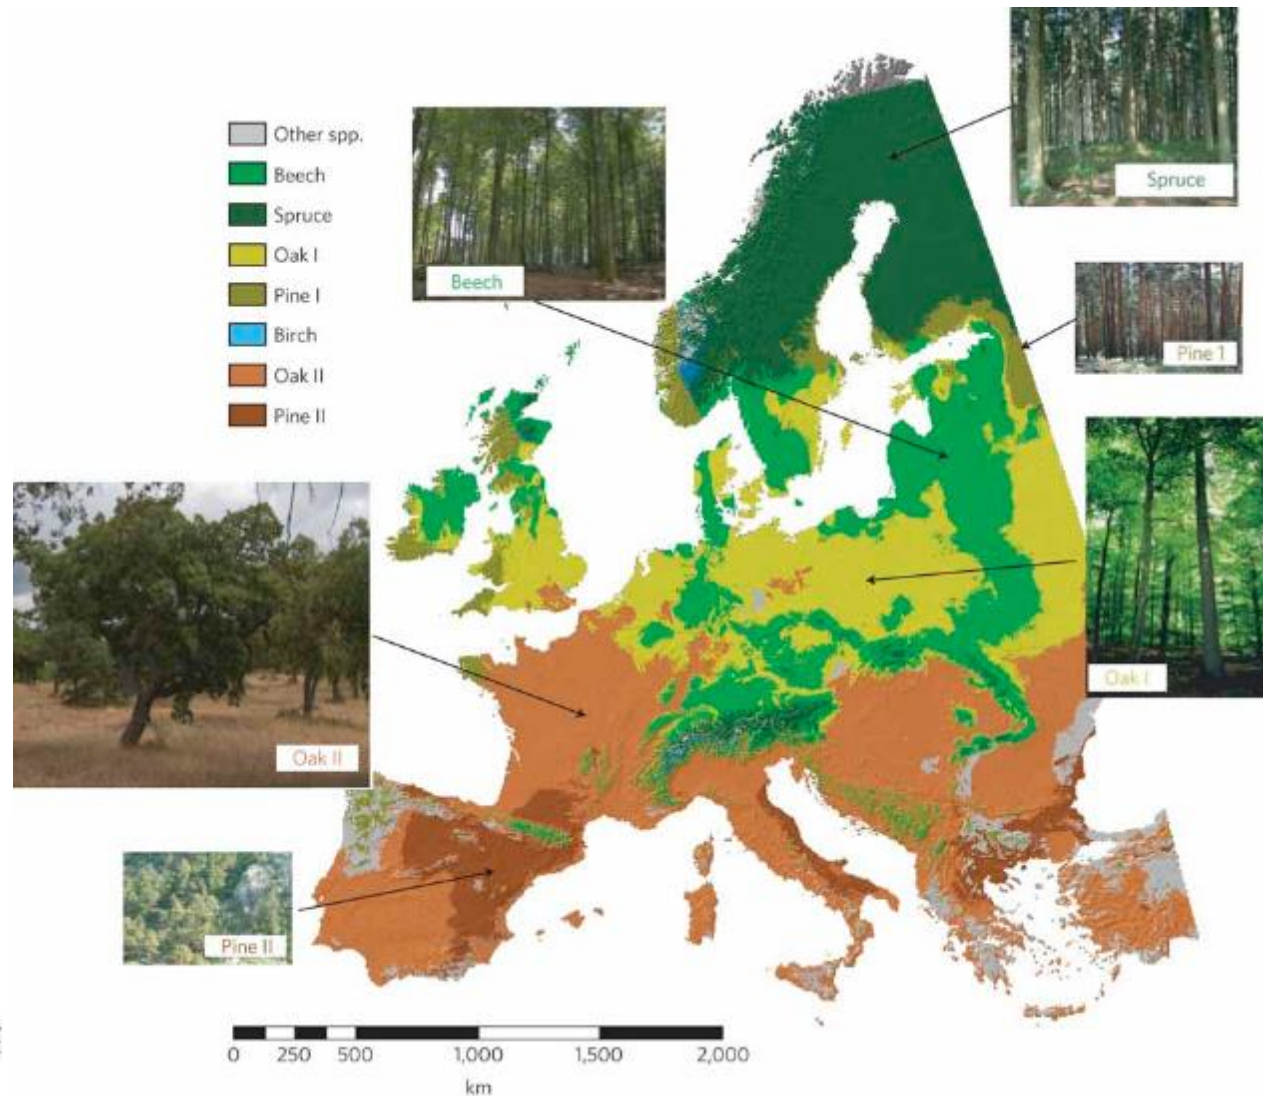 Other spp.
Beech
Spruce
Oak I
Pine I
Birch
Oak II
Pine II
Beech
Spruce
Pine 1
Oak I
Oak II
Pine II
0 250 500 1,000 1,500 2,000
km